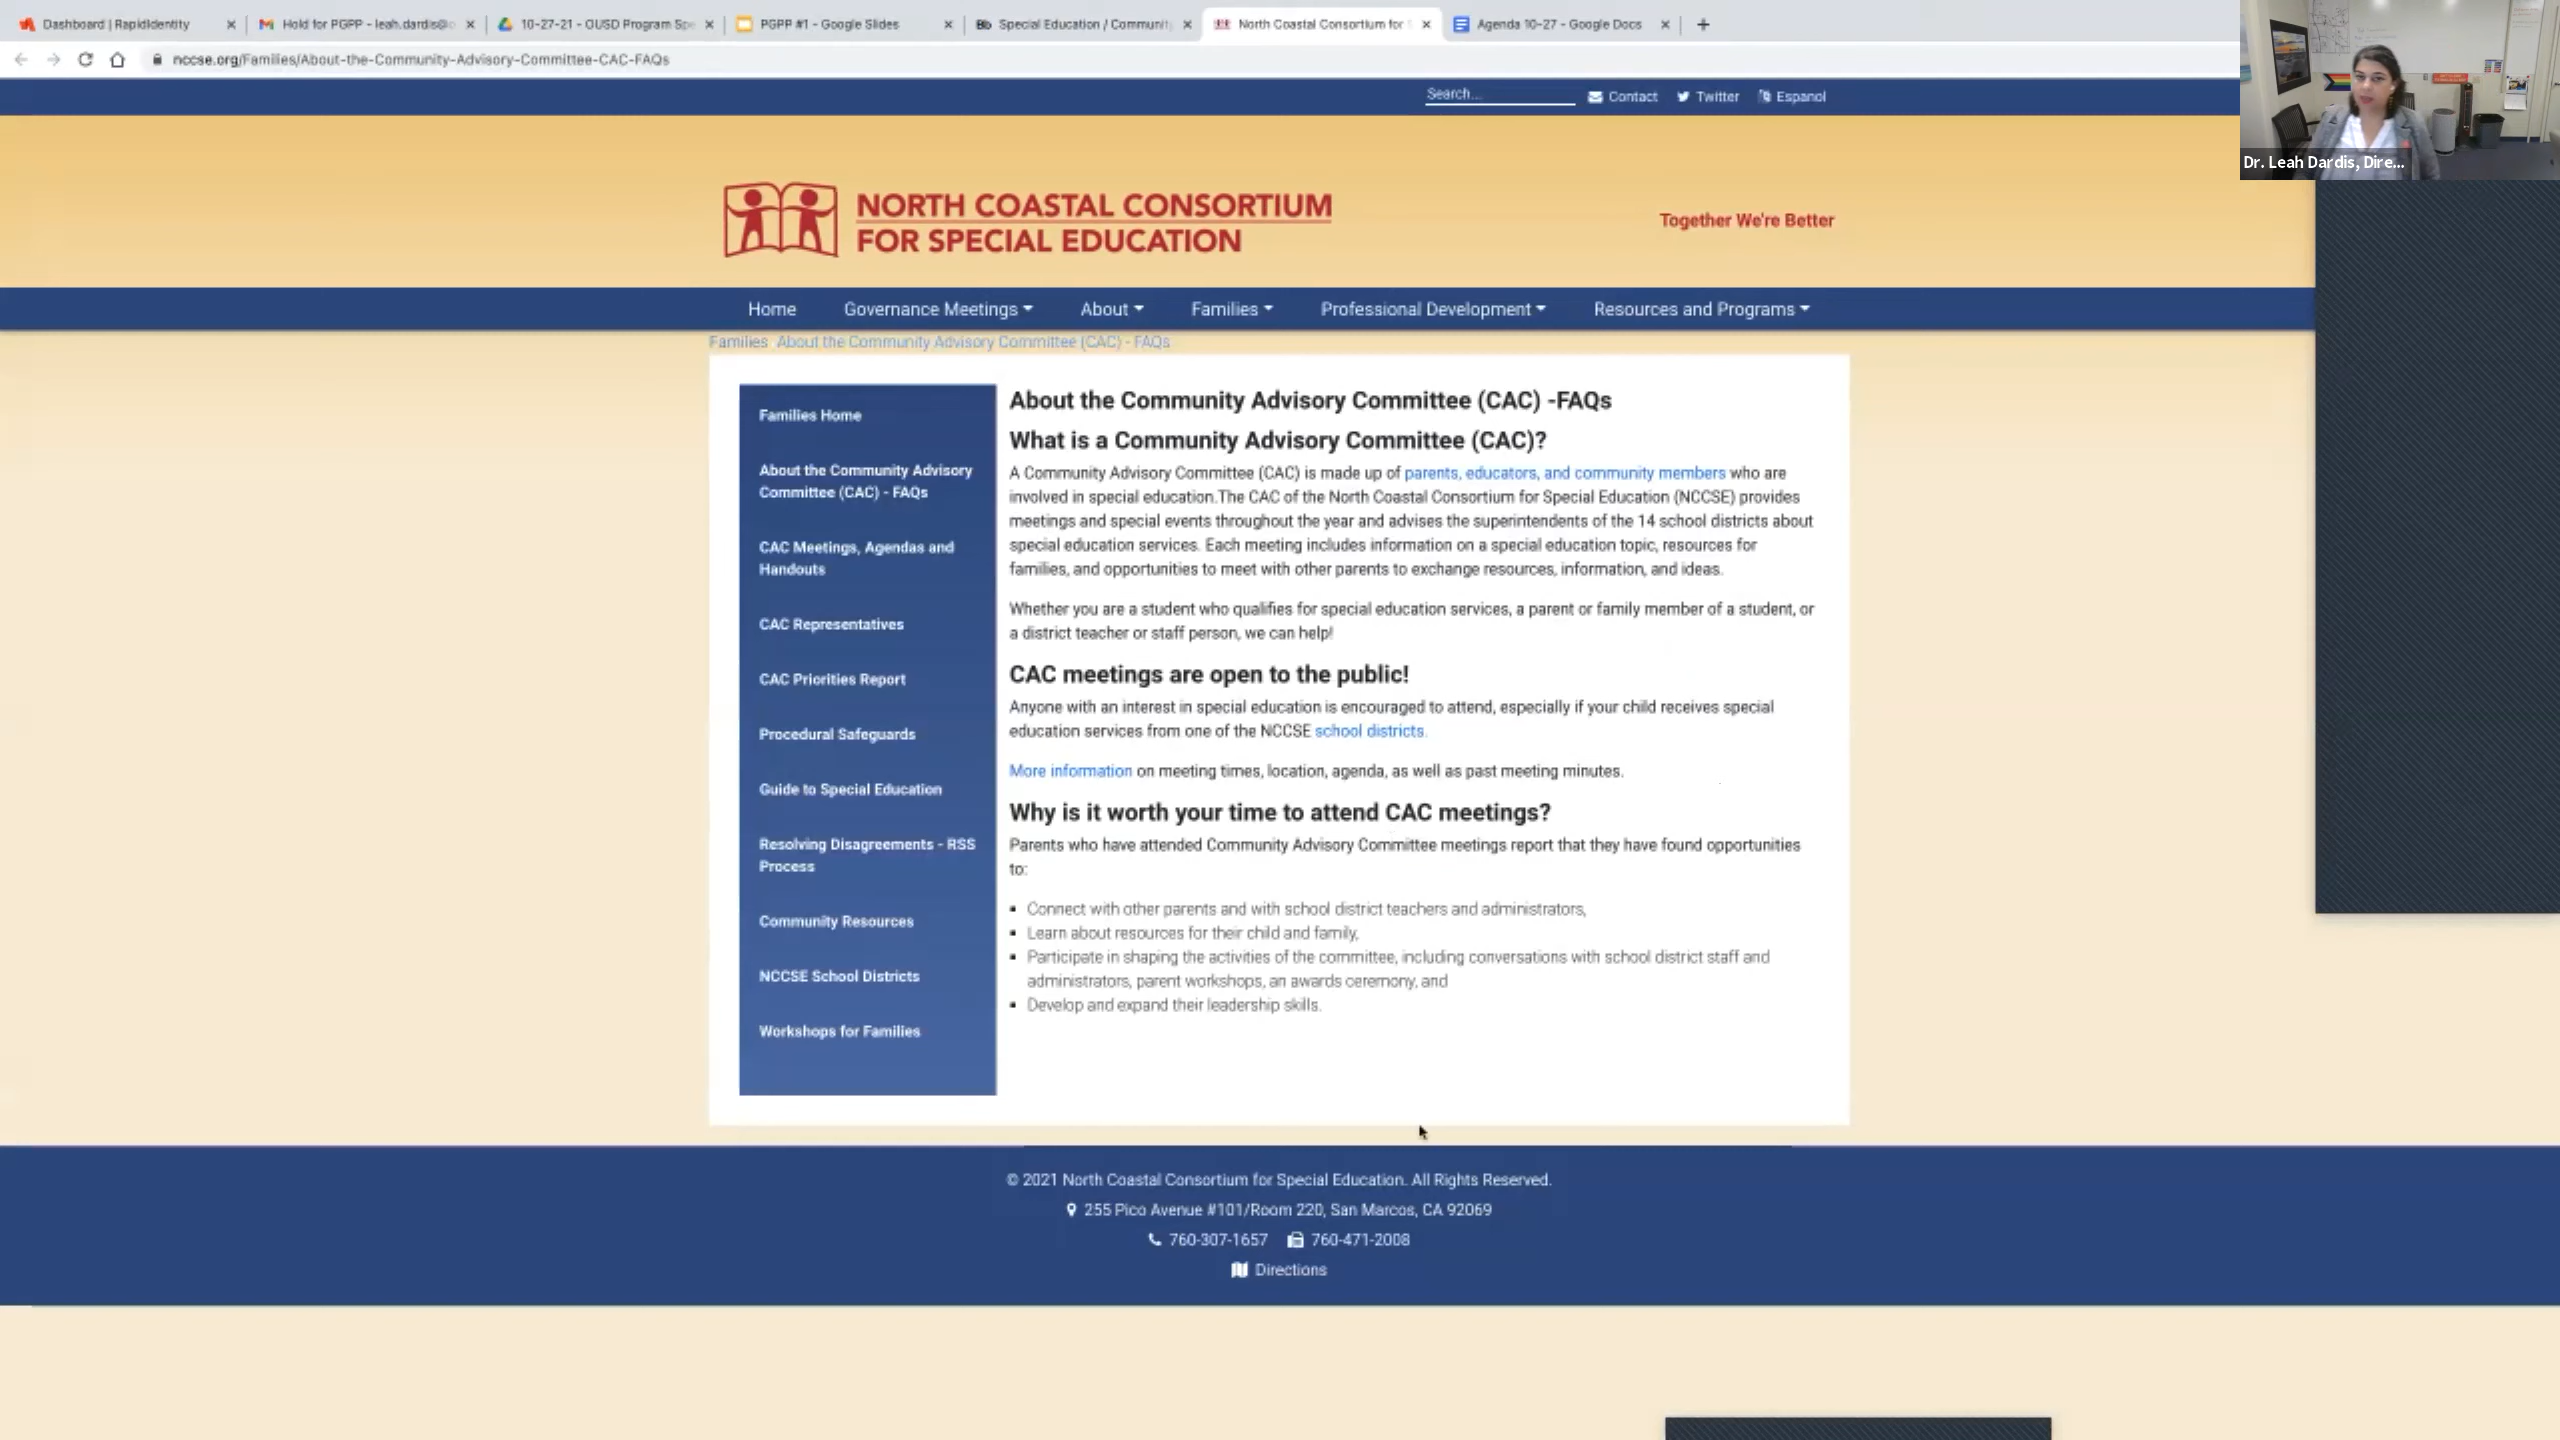 Dashboard | RapidIdentity
Hold for PGPP - leah.dardis@o
10-27-21 - OUSD Program Spe
PGPP #1 - Google Slides
Bb Special Education / Community
North Coastal Consortium for S
Agenda 10-27 - Google Docs
nccse.org/Families/About-the-Community-Advisory-Committee-CAC-FAQs
Search...
Contact
Twitter
Espanol
Dr. Leah Dardis, Dire...
NORTH COASTAL CONSORTIUM
FOR SPECIAL EDUCATION
Together We're Better
Home
Governance Meetings
About
Families
Professional Development
Resources and Programs
Families About the Community Advisory Committee (CAC) - FAQs
Families Home
About the Community Advisory
Committee (CAC) - FAQs
CAC Meetings, Agendas and
Handouts
CAC Representatives
CAC Priorities Report
Procedural Safeguards
Guide to Special Education
Resolving Disagreements - RSS
Process
Community Resources
NCCSE School Districts
Workshops for Families
About the Community Advisory Committee (CAC) -FAQs
What is a Community Advisory Committee (CAC)?
A Community Advisory Committee (CAC) is made up of parents, educators, and community members who are
involved in special education.The CAC of the North Coastal Consortium for Special Education (NCCSE) provides
meetings and special events throughout the year and advises the superintendents of the 14 school districts about
special education services. Each meeting includes information on a special education topic, resources for
families, and opportunities to meet with other parents to exchange resources, information, and ideas.
Whether you are a student who qualifies for special education services, a parent or family member of a student, or
a district teacher or staff person, we can help!
CAC meetings are open to the public!
Anyone with an interest in special education is encouraged to attend, especially if your child receives special
education services from one of the NCCSE school districts.
More information on meeting times, location, agenda, as well as past meeting minutes.
Why is it worth your time to attend CAC meetings?
Parents who have attended Community Advisory Committee meetings report that they have found opportunities
to:
▪ Connect with other parents and with school district teachers and administrators,
▪ Learn about resources for their child and family,
▪ Participate in shaping the activities of the committee, including conversations with school district staff and
administrators, parent workshops, an awards ceremony, and
▪ Develop and expand their leadership skills.
© 2021 North Coastal Consortium for Special Education. All Rights Reserved.
255 Pico Avenue #101/Room 220, San Marcos, CA 92069
760-307-1657 760-471-2008
Directions